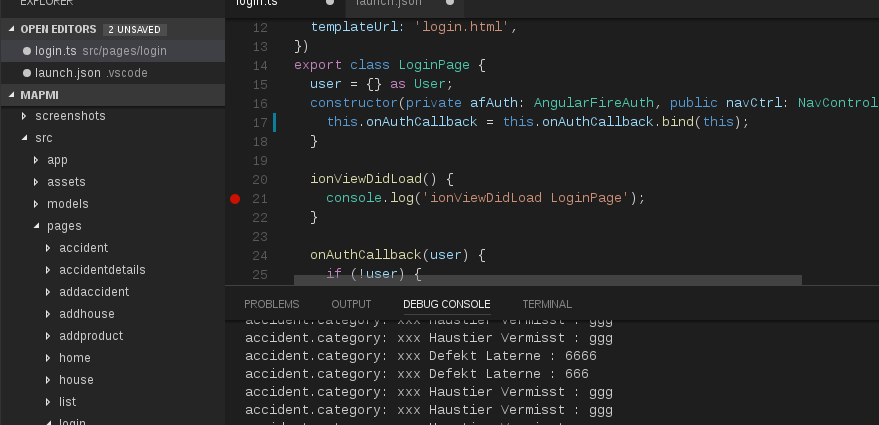 EXPLORER
OPEN EDITORS 2 UNSAVED
login.ts src/pages/login
launch.json .vscode
MAPMI
screenshots
src
app
assets
models
pages
accident
accidentdetails
addaccident
addhouse
addproduct
home
house
list
login
login.ts
launch.json
12 templateUrl: 'login.html',
13 })
14 export class LoginPage {
15 user = {} as User;
16 constructor(private afAuth: AngularFireAuth, public navCtrl: NavControl
17 this.onAuthCallback = this.onAuthCallback.bind(this);
18 }
19
20 ionViewDidLoad() {
21 console.log('ionViewDidLoad LoginPage');
22 }
23
24 onAuthCallback(user) {
25 if (!user) {
PROBLEMS OUTPUT DEBUG CONSOLE TERMINAL
accident.category: xxx Haustier Vermisst : ggg
accident.category: xxx Haustier Vermisst : ggg
accident.category: xxx Defekt Laterne : 6666
accident.category: xxx Defekt Laterne : 666
accident.category: xxx Haustier Vermisst : ggg
accident.category: xxx Haustier Vermisst : ggg